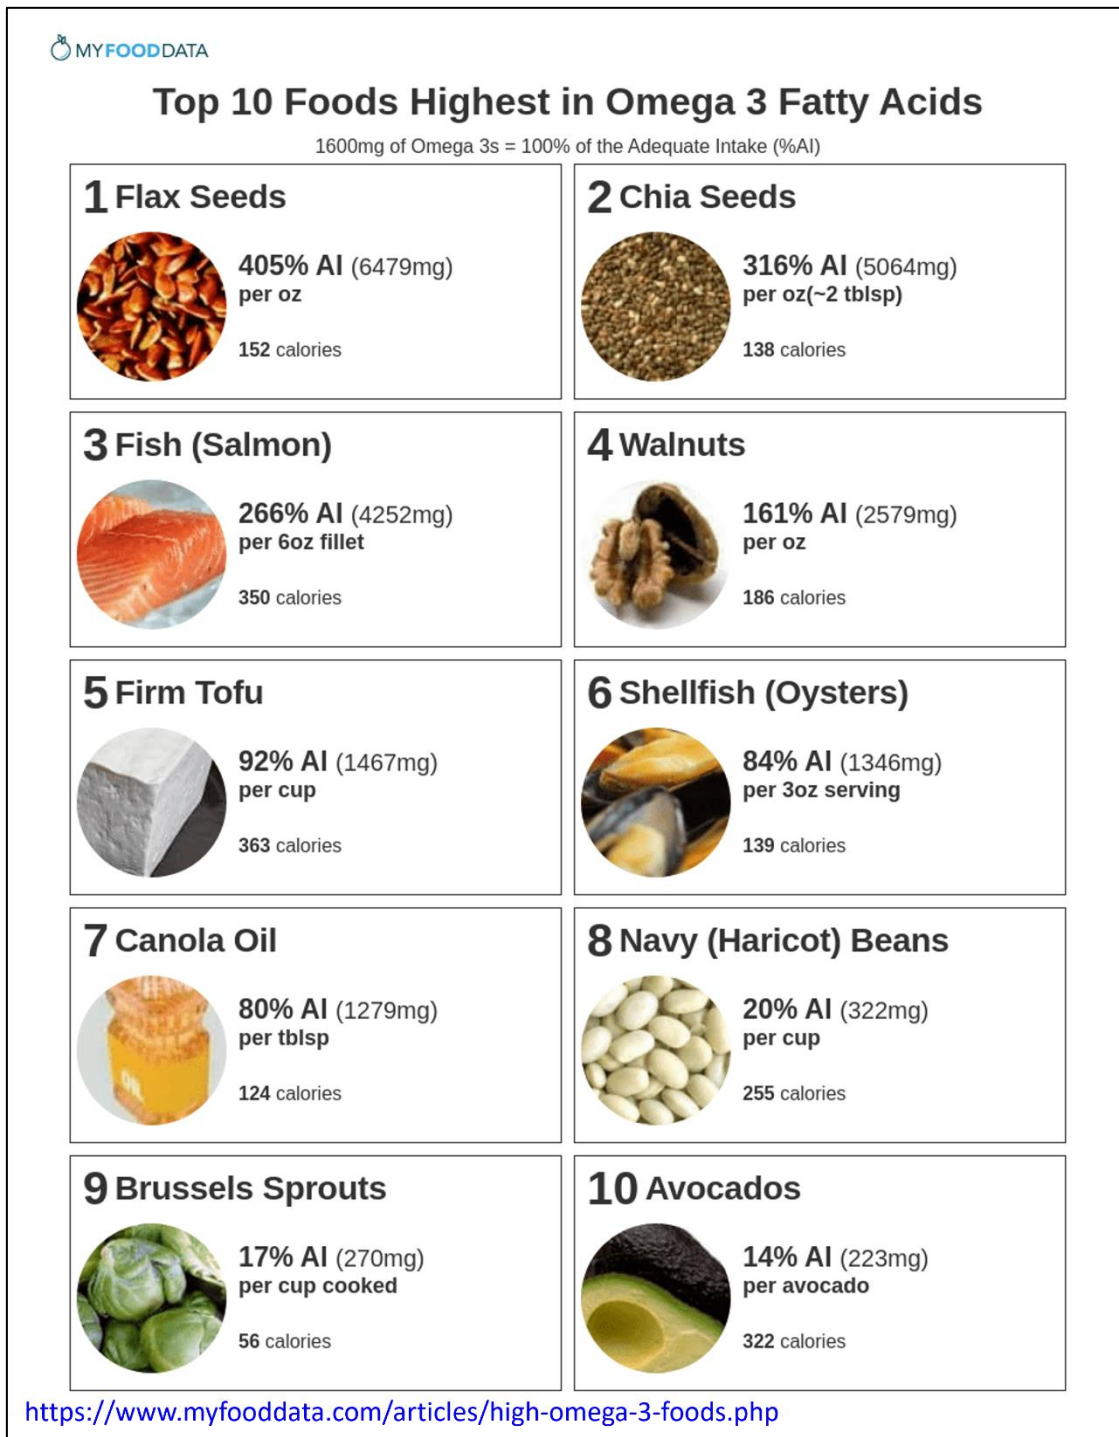 MYFOODDATA
Top 10 Foods Highest in Omega 3 Fatty Acids
1600mg of Omega 3s = 100% of the Adequate Intake (%AI)
1 Flax Seeds
405% AI (6479mg)
per oz
152 calories
2 Chia Seeds
316% AI (5064mg)
per oz(~2 tblsp)
138 calories
3 Fish (Salmon)
266% AI (4252mg)
per 6oz fillet
350 calories
4 Walnuts
161% AI (2579mg)
per oz
186 calories
5 Firm Tofu
92% AI (1467mg)
per cup
363 calories
6 Shellfish (Oysters)
84% AI (1346mg)
per 3oz serving
139 calories
7 Canola Oil
OIL
80% AI (1279mg)
per tblsp
124 calories
8 Navy (Haricot) Beans
20% AI (322mg)
per cup
255 calories
9 Brussels Sprouts
17% AI (270mg)
per cup cooked
56 calories
10 Avocados
14% AI (223mg)
per avocado
322 calories
https://www.myfooddata.com/articles/high-omega-3-foods.php